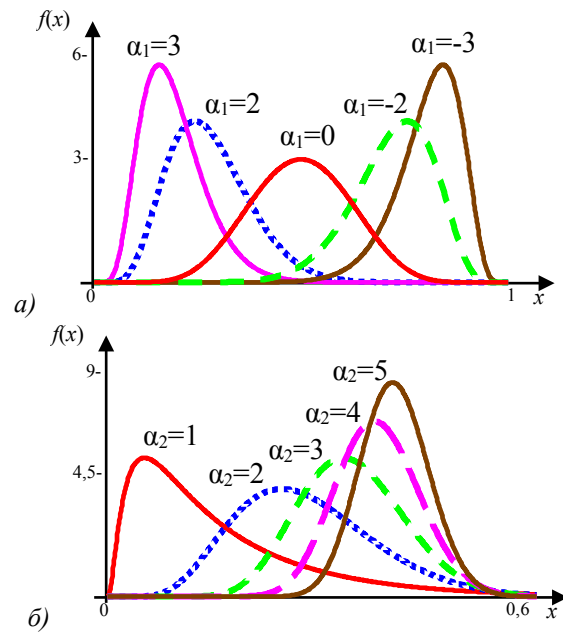 f(x)
α₁=3
α₁=-3
6-
α₁=2
α₁=-2
α₁=0
3-
0
1
x
а)
f(x)
9-
α₂=5
α₂=4
α₂=1
α₂=3
4,5-
α₂=2
0
0,6
x
б)